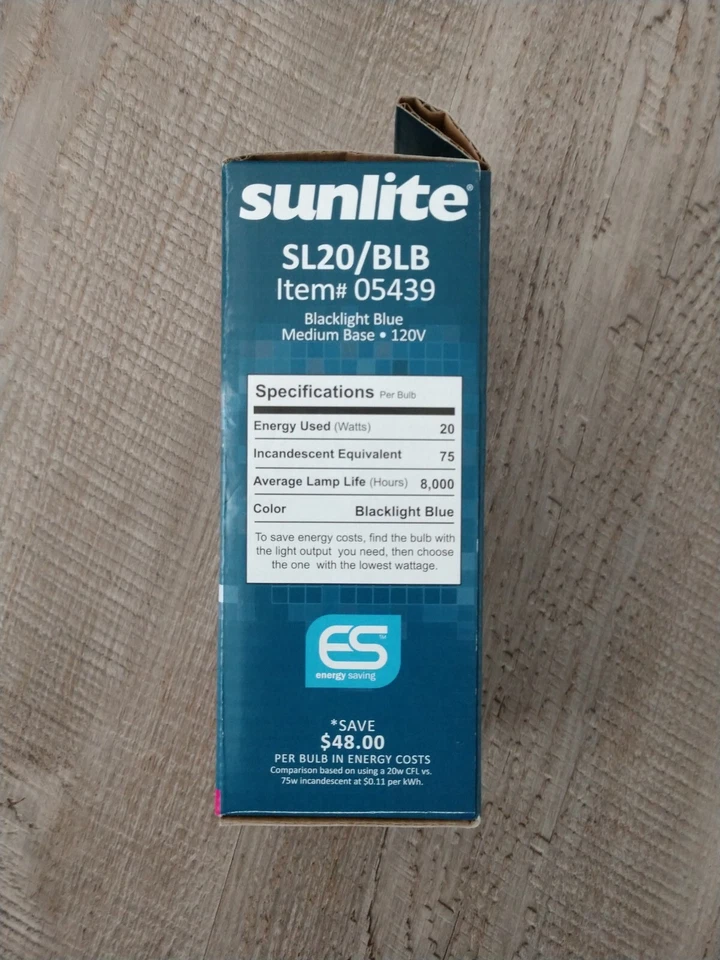 sunlite®
SL20/BLB
Item# 05439
Blacklight Blue
Medium Base • 120V
Specifications Per Bulb
Energy Used (Watts) 20
Incandescent Equivalent 75
Average Lamp Life (Hours) 8,000
Color Blacklight Blue
To save energy costs, find the bulb with
the light output you need, then choose
the one with the lowest wattage.
ES™
energy saving
*SAVE
$48.00
PER BULB IN ENERGY COSTS
Comparison based on using a 20w CFL vs.
75w incandescent at $0.11 per kWh.